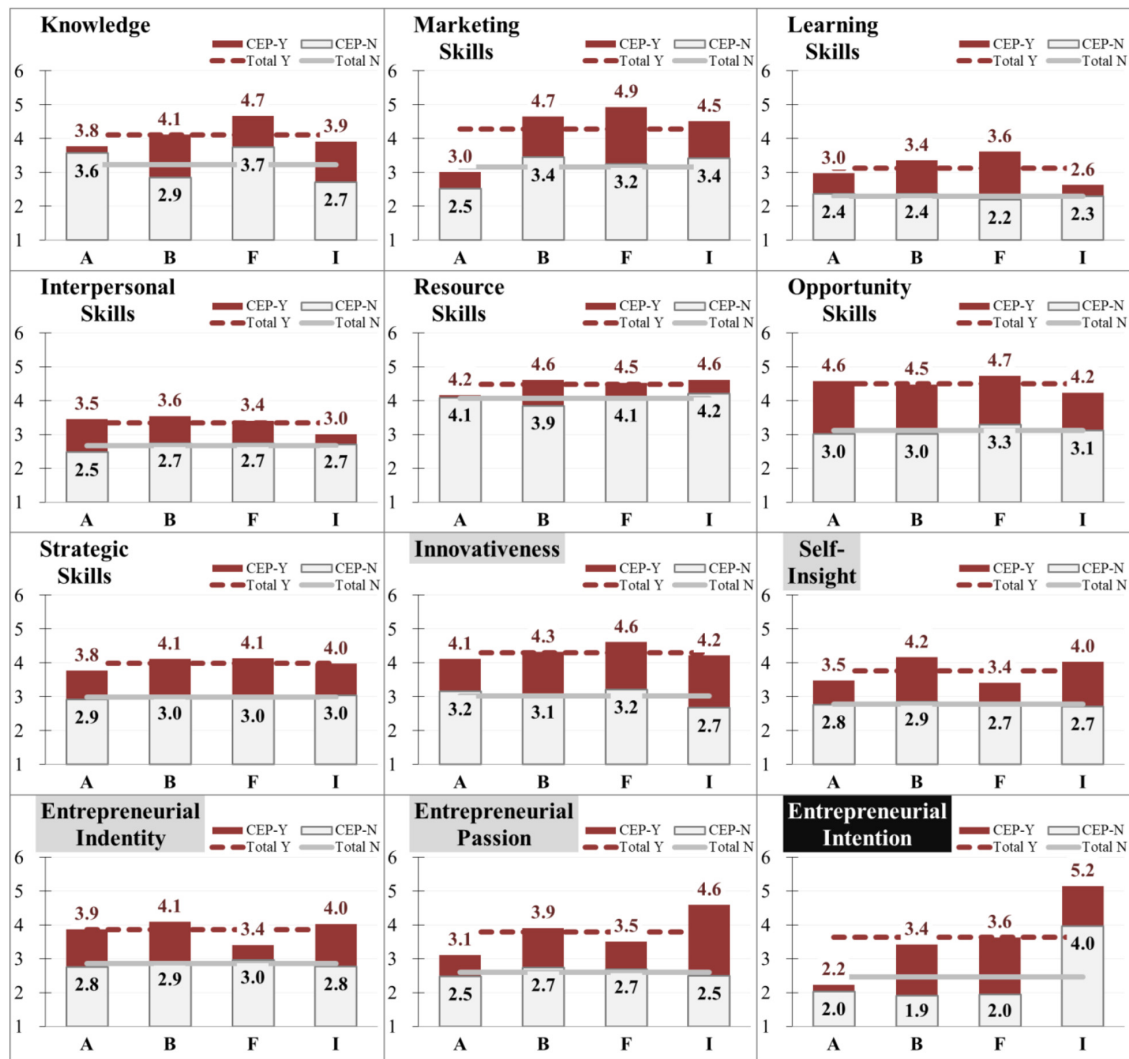 Knowledge
CEP-Y CEP-N
Total Y Total N
6
5
4
3
2
1
3.8 4.1 4.7 3.9
3.6 2.9 3.7 2.7
A B F I
Marketing
Skills
CEP-Y CEP-N
Total Y Total N
6
5
4
3
2
1
3.0 4.7 4.9 4.5
2.5 3.4 3.2 3.4
A B F I
Learning
Skills
CEP-Y CEP-N
Total Y Total N
6
5
4
3
2
1
3.0 3.4 3.6 2.6
2.4 2.4 2.2 2.3
A B F I
Interpersonal
Skills
CEP-Y CEP-N
Total Y Total N
6
5
4
3
2
1
3.5 3.6 3.4 3.0
2.5 2.7 2.7 2.7
A B F I
Resource
Skills
CEP-Y CEP-N
Total Y Total N
6
5
4
3
2
1
4.2 4.6 4.5 4.6
4.1 3.9 4.1 4.2
A B F I
Opportunity
Skills
CEP-Y CEP-N
Total Y Total N
6
5
4
3
2
1
4.6 4.5 4.7 4.2
3.0 3.0 3.3 3.1
A B F I
Strategic
Skills
CEP-Y CEP-N
Total Y Total N
6
5
4
3
2
1
3.8 4.1 4.1 4.0
2.9 3.0 3.0 3.0
A B F I
Innovativeness
CEP-Y CEP-N
Total Y Total N
6
5
4
3
2
1
4.1 4.3 4.6 4.2
3.2 3.1 3.2 2.7
A B F I
Self-
Insight
CEP-Y CEP-N
Total Y Total N
6
5
4
3
2
1
3.5 4.2 3.4 4.0
2.8 2.9 2.7 2.7
A B F I
Entrepreneurial
Indentity
CEP-Y CEP-N
Total Y Total N
6
5
4
3
2
1
3.9 4.1 3.4 4.0
2.8 2.9 3.0 2.8
A B F I
Entrepreneurial
Passion
CEP-Y CEP-N
Total Y Total N
6
5
4
3
2
1
3.1 3.9 3.5 4.6
2.5 2.7 2.7 2.5
A B F I
Entrepreneurial
Intention
CEP-Y CEP-N
Total Y Total N
6
5
4
3
2
1
2.2 3.4 3.6 5.2
2.0 1.9 2.0 4.0
A B F I